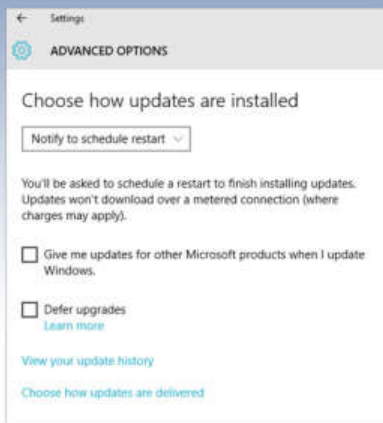 Settings
ADVANCED OPTIONS
Choose how updates are installed
Notify to schedule restart
You'll be asked to schedule a restart to finish installing updates.
Updates won't download over a metered connection (where
charges may apply).
Give me updates for other Microsoft products when I update
Windows.
Defer upgrades
Learn more
View your update history
Choose how updates are delivered